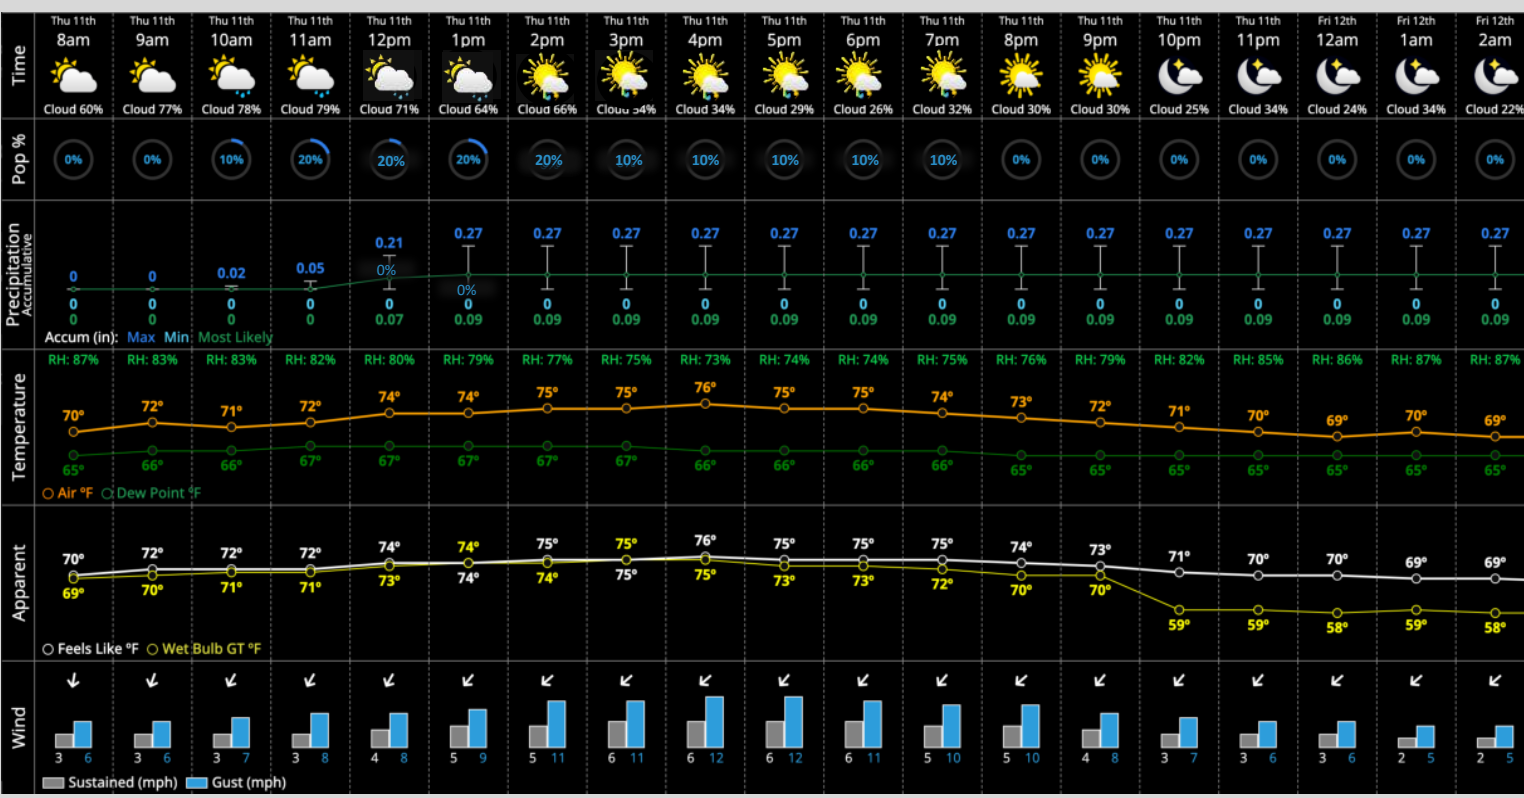 Thu 11th Thu 11th Thu 11th Thu 11th Thu 11th Thu 11th Thu 11th Thu 11th Thu 11th Thu 11th Thu 11th Thu 11th Thu 11th Thu 11th Thu 11th Thu 11th Fri 12th Fri 12th Fri 12th
Time
8am 9am 10am 11am 12pm 1pm 2pm 3pm 4pm 5pm 6pm 7pm 8pm 9pm 10pm 11pm 12am 1am 2am
Cloud 60% Cloud 77% Cloud 78% Cloud 79% Cloud 71% Cloud 64% Cloud 66% Cloud 54% Cloud 34% Cloud 29% Cloud 26% Cloud 32% Cloud 30% Cloud 30% Cloud 25% Cloud 34% Cloud 24% Cloud 34% Cloud 22%
Pop %
0% 0% 10% 20% 20% 20% 20% 10% 10% 10% 10% 10% 0% 0% 0% 0% 0% 0% 0%
Precipitation
Accumulative
0 0 0.02 0.05 0.21 0.27 0.27 0.27 0.27 0.27 0.27 0.27 0.27 0.27 0.27 0.27 0.27 0.27 0.27
0% 0%
0 0 0 0 0 0 0 0 0 0 0 0 0 0 0 0 0 0 0
0 0 0 0 0.07 0.09 0.09 0.09 0.09 0.09 0.09 0.09 0.09 0.09 0.09 0.09 0.09 0.09 0.09
Accum (in): Max Min Most Likely
Temperature
RH: 87% RH: 83% RH: 83% RH: 82% RH: 80% RH: 79% RH: 77% RH: 75% RH: 73% RH: 74% RH: 74% RH: 75% RH: 76% RH: 79% RH: 82% RH: 85% RH: 86% RH: 87% RH: 87%
70° 72° 71° 72° 74° 74° 75° 75° 76° 75° 75° 74° 73° 72° 71° 70° 69° 70° 69°
65° 66° 66° 67° 67° 67° 67° 67° 66° 66° 66° 66° 65° 65° 65° 65° 65° 65° 65°
Air °F Dew Point °F
Apparent
70° 72° 72° 72° 74° 74° 75° 75° 76° 75° 75° 75° 74° 73° 71° 70° 70° 69° 69°
69° 70° 71° 71° 73° 74° 74° 75° 75° 73° 73° 72° 70° 70° 59° 59° 58° 59° 58°
Feels Like °F Wet Bulb GT °F
Wind
3 6 3 6 3 7 3 8 4 8 5 9 5 11 6 11 6 12 6 12 6 11 5 10 5 10 4 8 3 7 3 6 3 6 2 5 2 5
Sustained (mph) Gust (mph)